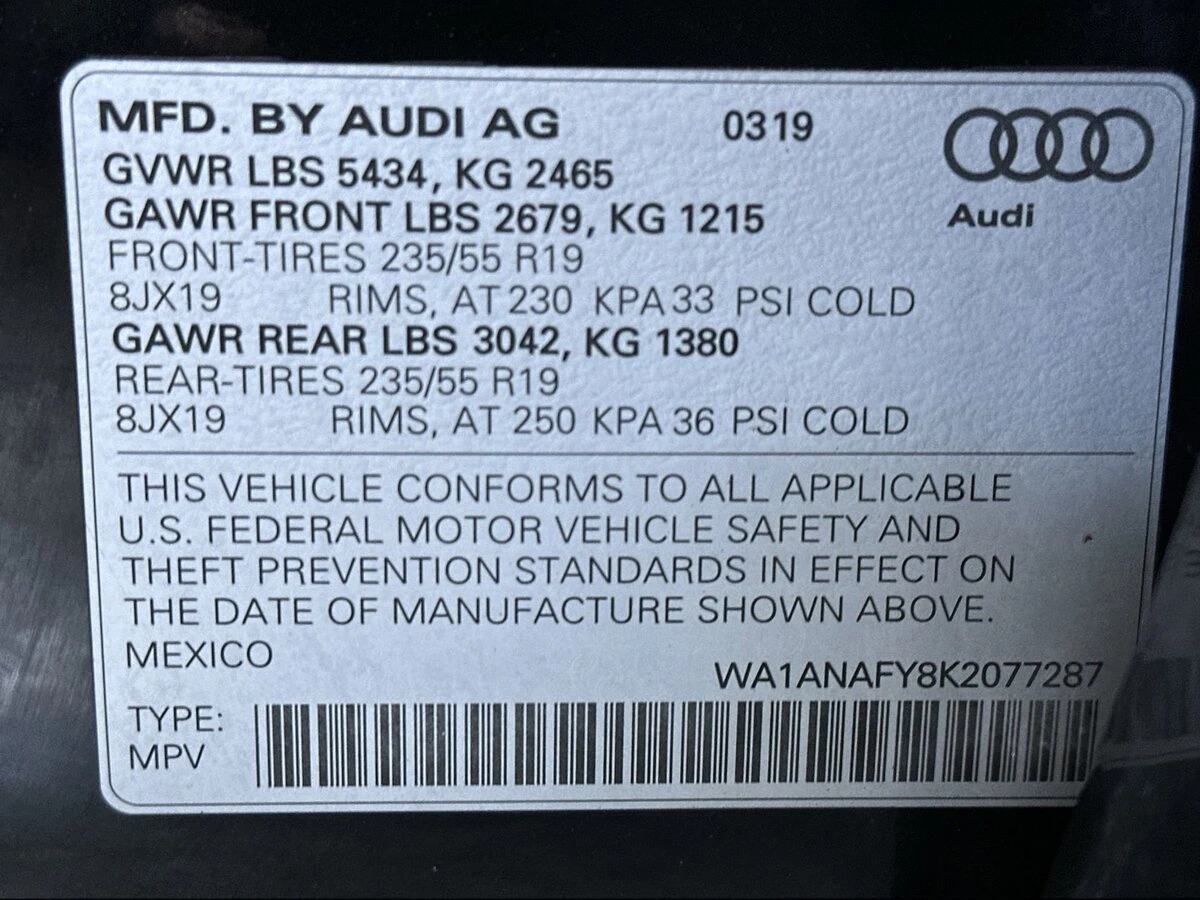 MFD. BY AUDI AG 0319
GVWR LBS 5434, KG 2465
GAWR FRONT LBS 2679, KG 1215
Audi
FRONT-TIRES 235/55 R19
8JX19 RIMS, AT 230 KPA 33 PSI COLD
GAWR REAR LBS 3042, KG 1380
REAR-TIRES 235/55 R19
8JX19 RIMS, AT 250 KPA 36 PSI COLD
THIS VEHICLE CONFORMS TO ALL APPLICABLE
U.S. FEDERAL MOTOR VEHICLE SAFETY AND
THEFT PREVENTION STANDARDS IN EFFECT ON
THE DATE OF MANUFACTURE SHOWN ABOVE.
MEXICO
WA1ANAFY8K2077287
TYPE:
MPV